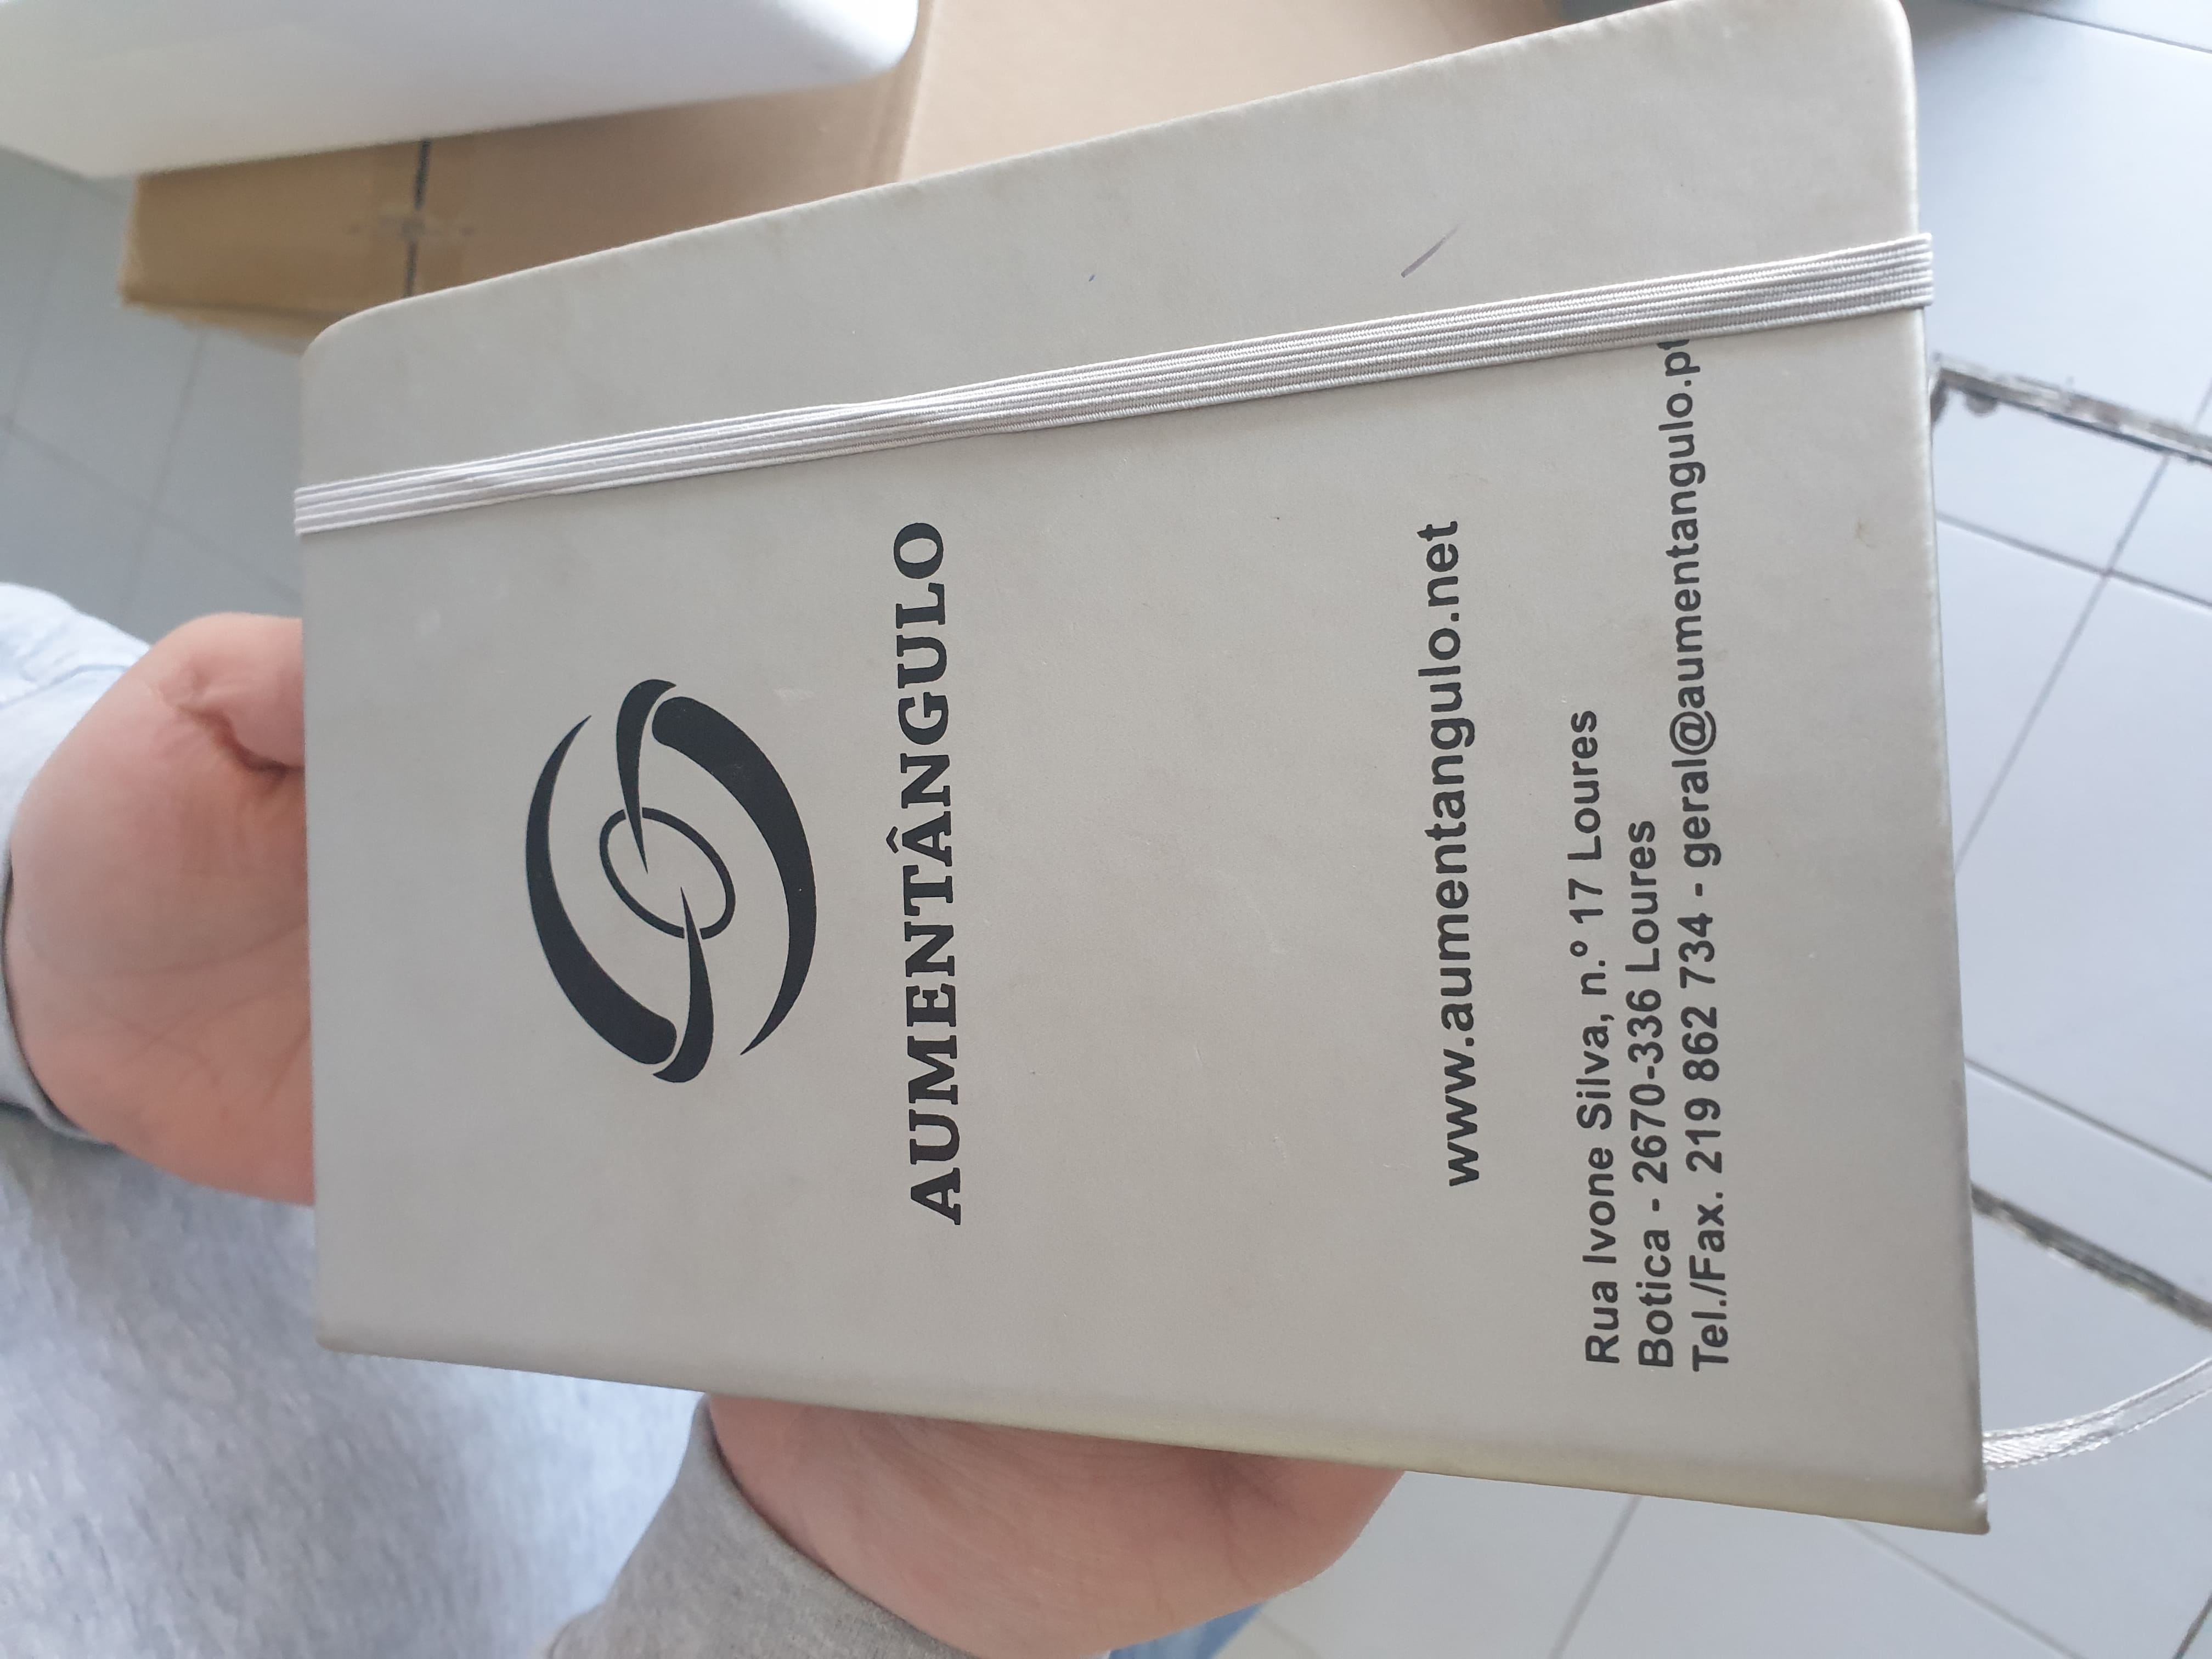 AUMENTÂNGULO
www.aumentangulo.net
Rua Ivone Silva, n.º 17 Loures
Botica - 2670-336 Loures
Tel./Fax. 219 862 734 - geral@aumentangulo.pt